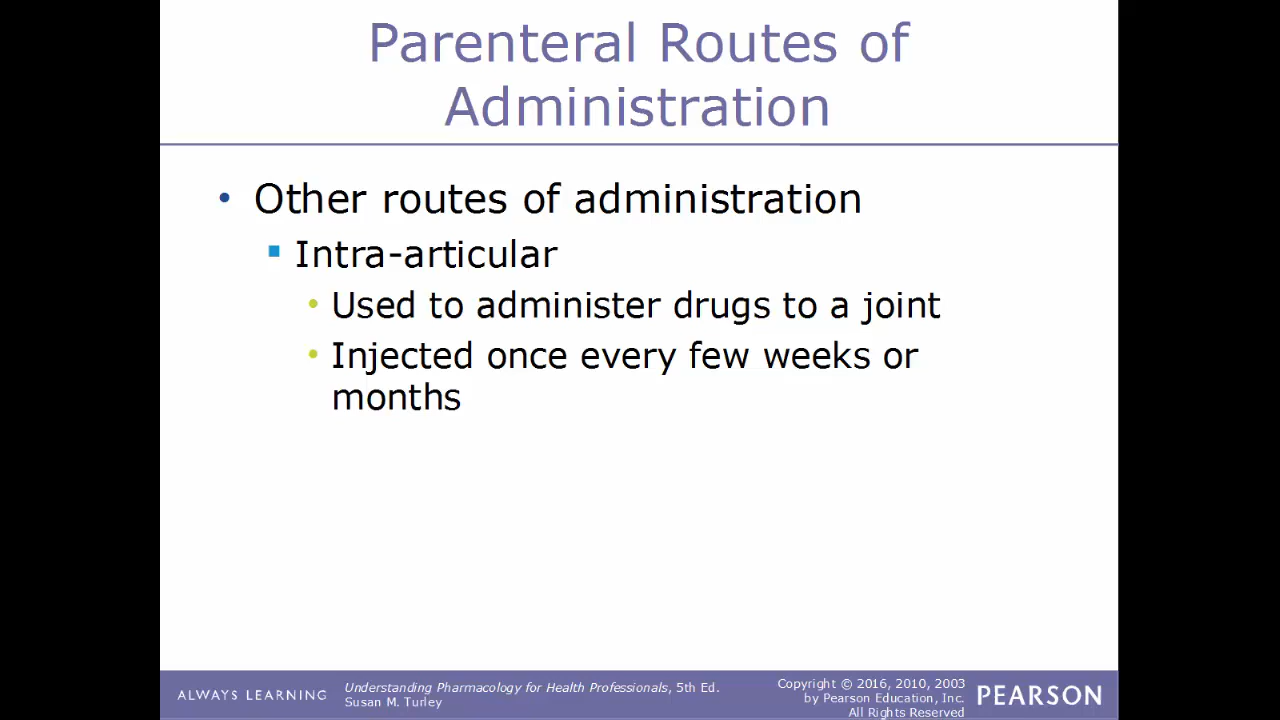 Parenteral Routes of
Administration
• Other routes of administration
▪ Intra-articular
• Used to administer drugs to a joint
• Injected once every few weeks or
months
ALWAYS LEARNING
Understanding Pharmacology for Health Professionals, 5th Ed.
Susan M. Turley
Copyright © 2016, 2010, 2003
by Pearson Education, Inc.
All Rights Reserved
PEARSON